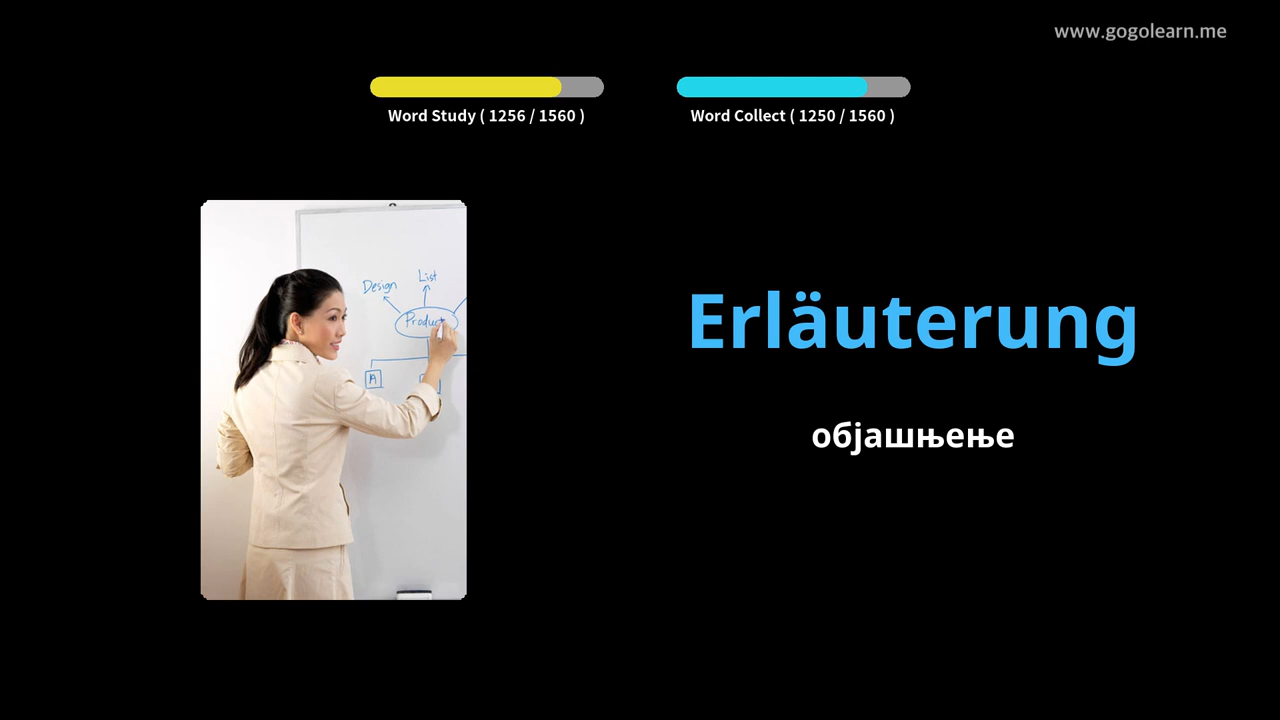 www.gogolearn.me
Word Study ( 1256 / 1560 )
Word Collect ( 1250 / 1560 )
List
Design
Product
A
Erläuterung
објашњење